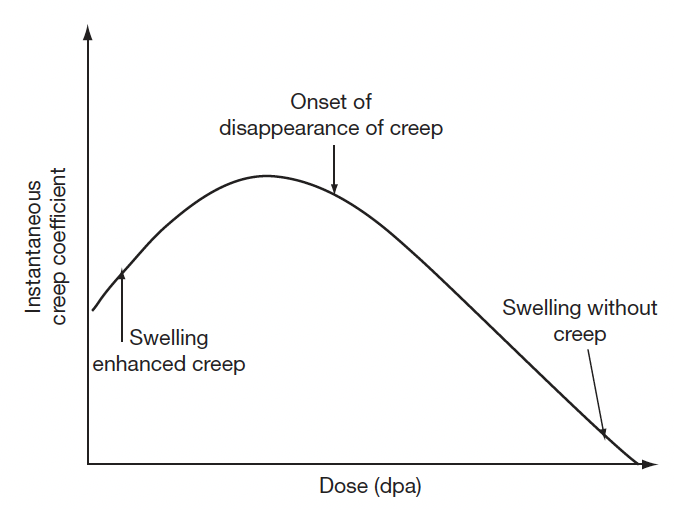 Onset of
disappearance of creep
Instantaneous
creep coefficient
Swelling
enhanced creep
Swelling without
creep
Dose (dpa)